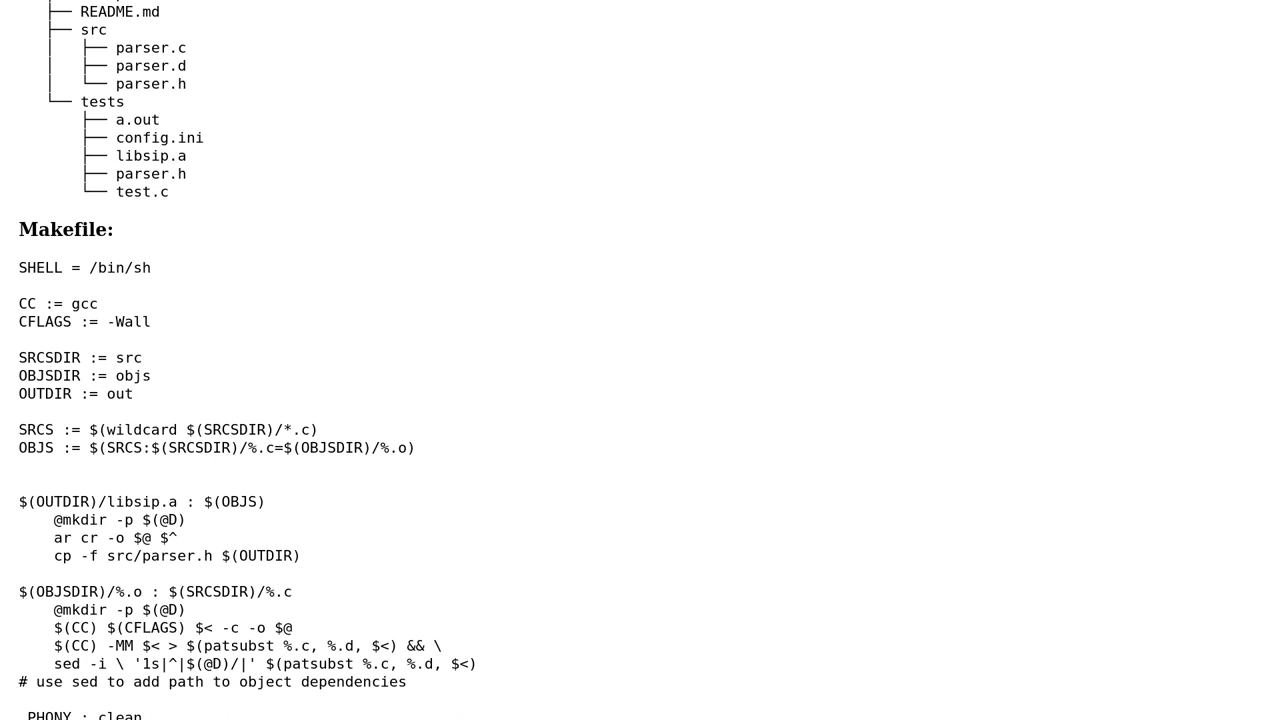 ├── README.md
├── src
│   ├── parser.c
│   ├── parser.d
│   └── parser.h
└── tests
    ├── a.out
    ├── config.ini
    ├── libsip.a
    ├── parser.h
    └── test.c
Makefile:
SHELL = /bin/sh
CC := gcc
CFLAGS := -Wall
SRCSDIR := src
OBJSDIR := objs
OUTDIR := out
SRCS := $(wildcard $(SRCSDIR)/*.c)
OBJS := $(SRCS:$(SRCSDIR)/%.c=$(OBJSDIR)/%.o)
$(OUTDIR)/libsip.a : $(OBJS)
    @mkdir -p $(@D)
    ar cr -o $@ $^
    cp -f src/parser.h $(OUTDIR)
$(OBJSDIR)/%.o : $(SRCSDIR)/%.c
    @mkdir -p $(@D)
    $(CC) $(CFLAGS) $< -c -o $@
    $(CC) -MM $< > $(patsubst %.c, %.d, $<) && \
    sed -i \ '1s|^|$(@D)/|' $(patsubst %.c, %.d, $<)
# use sed to add path to object dependencies
.PHONY : clean